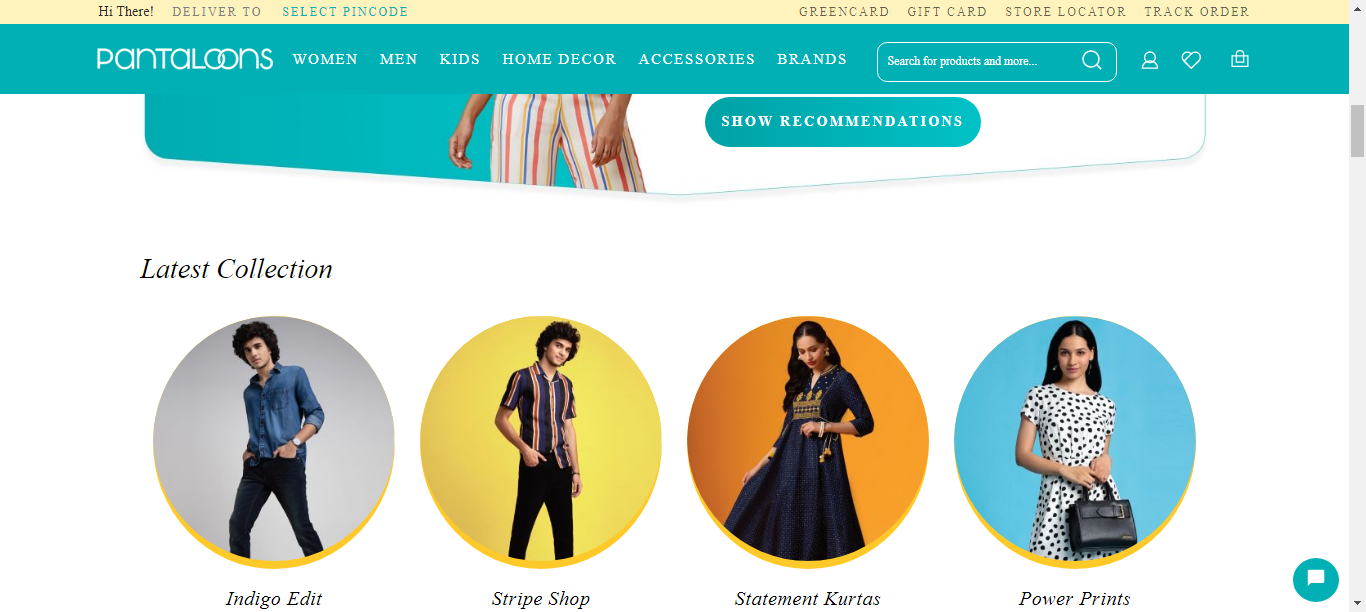 Hi There! DELIVER TO SELECT PINCODE GREENCARD GIFT CARD STORE LOCATOR TRACK ORDER
PANTALOONS WOMEN MEN KIDS HOME DECOR ACCESSORIES BRANDS Search for products and more...
SHOW RECOMMENDATIONS
Latest Collection
Indigo Edit Stripe Shop Statement Kurtas Power Prints